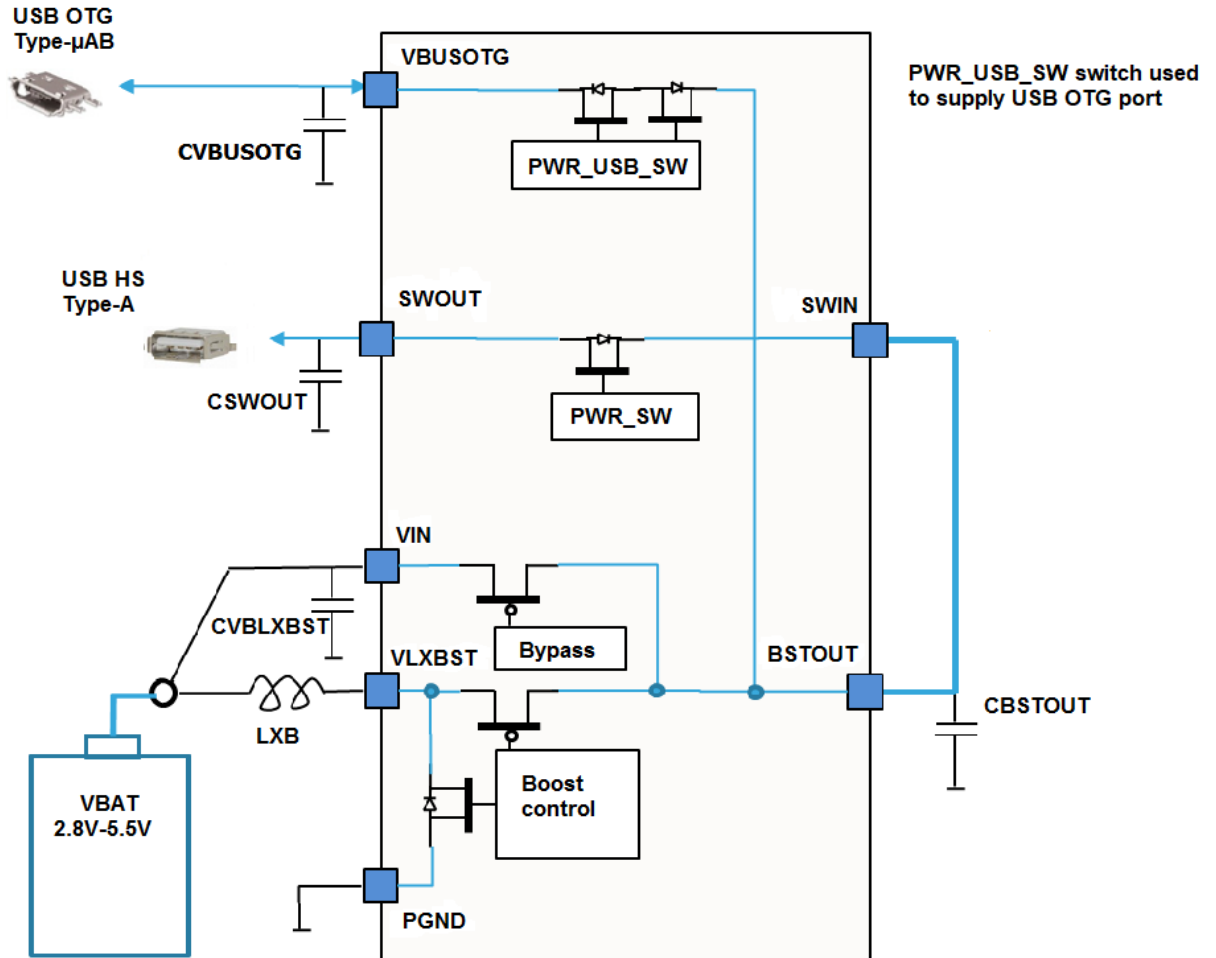 USB OTG
Type-µAB
VBUSOTG
PWR_USB_SW switch used
to supply USB OTG port
CVBUSOTG
PWR_USB_SW
USB HS
Type-A
SWOUT
SWIN
CSWOUT
PWR_SW
VIN
CVBLXBST
Bypass
VLXBST
BSTOUT
CBSTOUT
LXB
Boost
control
VBAT
2.8V-5.5V
PGND